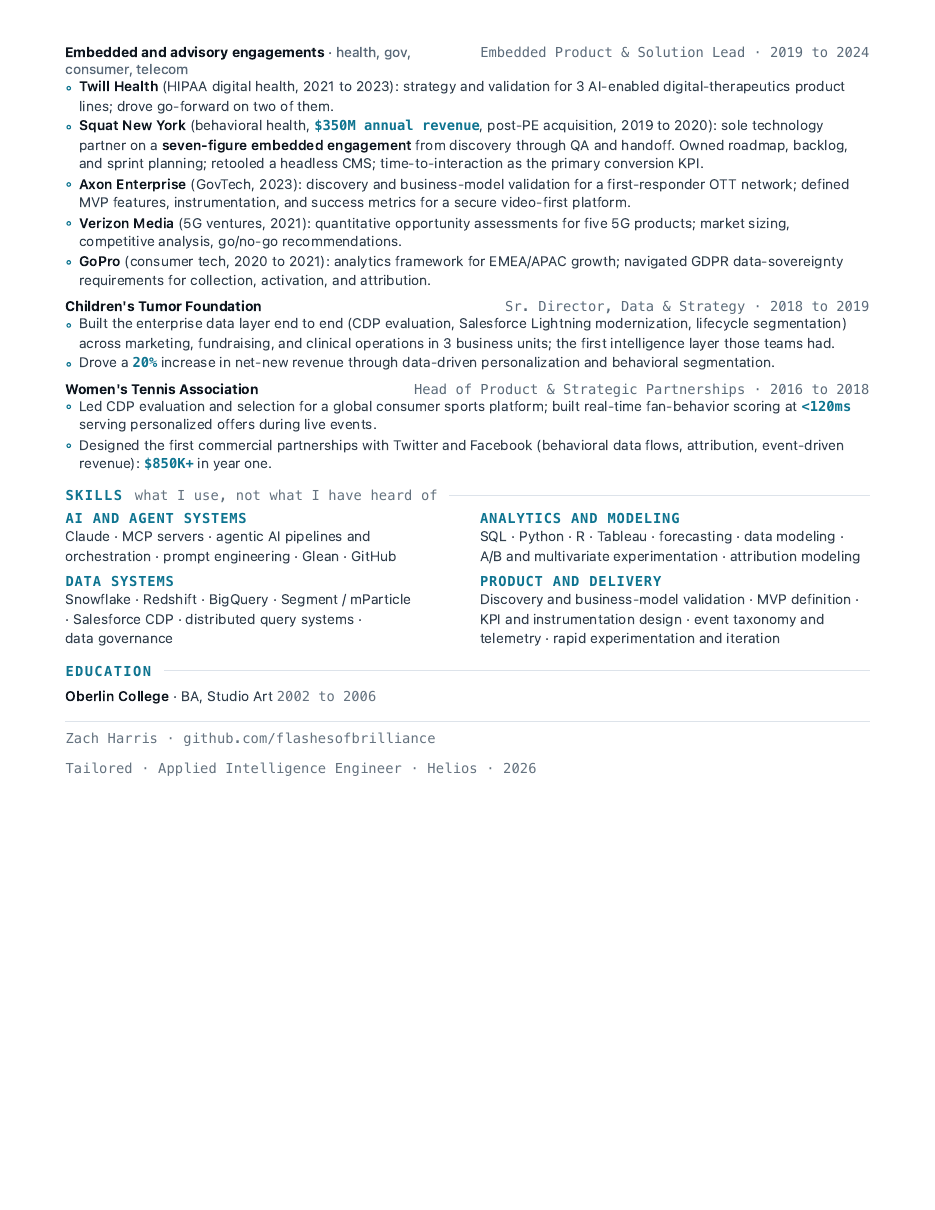 Embedded and advisory engagements · health, gov, consumer, telecom
Embedded Product & Solution Lead · 2019 to 2024
Twill Health (HIPAA digital health, 2021 to 2023): strategy and validation for 3 AI-enabled digital-therapeutics product
lines; drove go-forward on two of them.
Squat New York (behavioral health, $350M annual revenue, post-PE acquisition, 2019 to 2020): sole technology
partner on a seven-figure embedded engagement from discovery through QA and handoff. Owned roadmap, backlog,
and sprint planning; retooled a headless CMS; time-to-interaction as the primary conversion KPI.
Axon Enterprise (GovTech, 2023): discovery and business-model validation for a first-responder OTT network; defined
MVP features, instrumentation, and success metrics for a secure video-first platform.
Verizon Media (5G ventures, 2021): quantitative opportunity assessments for five 5G products; market sizing,
competitive analysis, go/no-go recommendations.
GoPro (consumer tech, 2020 to 2021): analytics framework for EMEA/APAC growth; navigated GDPR data-sovereignty
requirements for collection, activation, and attribution.
Children's Tumor Foundation Sr. Director, Data & Strategy · 2018 to 2019
Built the enterprise data layer end to end (CDP evaluation, Salesforce Lightning modernization, lifecycle segmentation)
across marketing, fundraising, and clinical operations in 3 business units; the first intelligence layer those teams had.
Drove a 20% increase in net-new revenue through data-driven personalization and behavioral segmentation.
Women's Tennis Association Head of Product & Strategic Partnerships · 2016 to 2018
Led CDP evaluation and selection for a global consumer sports platform; built real-time fan-behavior scoring at <120ms
serving personalized offers during live events.
Designed the first commercial partnerships with Twitter and Facebook (behavioral data flows, attribution, event-driven
revenue): $850K+ in year one.
SKILLS what I use, not what I have heard of
AI AND AGENT SYSTEMS
Claude · MCP servers · agentic AI pipelines and
orchestration · prompt engineering · Glean · GitHub
ANALYTICS AND MODELING
SQL · Python · R · Tableau · forecasting · data modeling ·
A/B and multivariate experimentation · attribution modeling
DATA SYSTEMS
Snowflake · Redshift · BigQuery · Segment / mParticle
· Salesforce CDP · distributed query systems ·
data governance
PRODUCT AND DELIVERY
Discovery and business-model validation · MVP definition ·
KPI and instrumentation design · event taxonomy and
telemetry · rapid experimentation and iteration
EDUCATION
Oberlin College · BA, Studio Art 2002 to 2006
Zach Harris · github.com/flashesofbrilliance
Tailored · Applied Intelligence Engineer · Helios · 2026